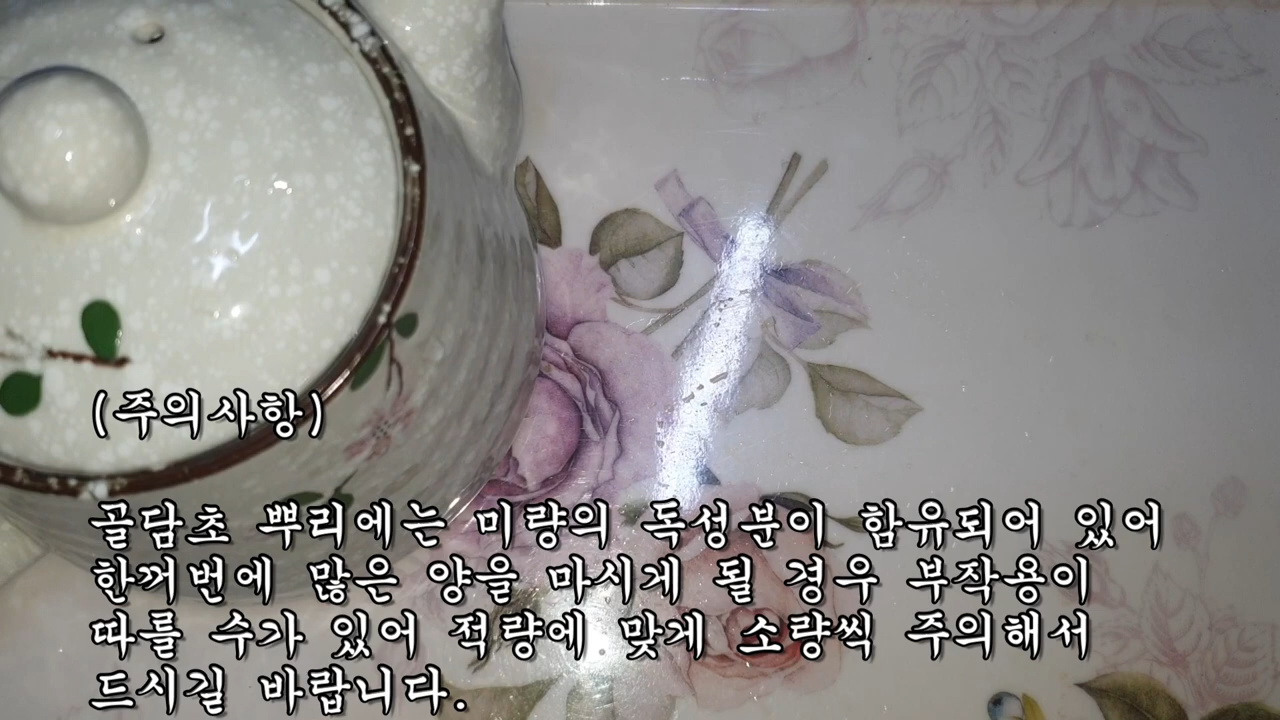 (주의사항)
골담초 뿌리에는 미량의 독성분이 함유되어 있어
한꺼번에 많은 양을 마시게 될 경우 부작용이
따를 수가 있어 적량에 맞게 소량씩 주의해서
드시길 바랍니다.